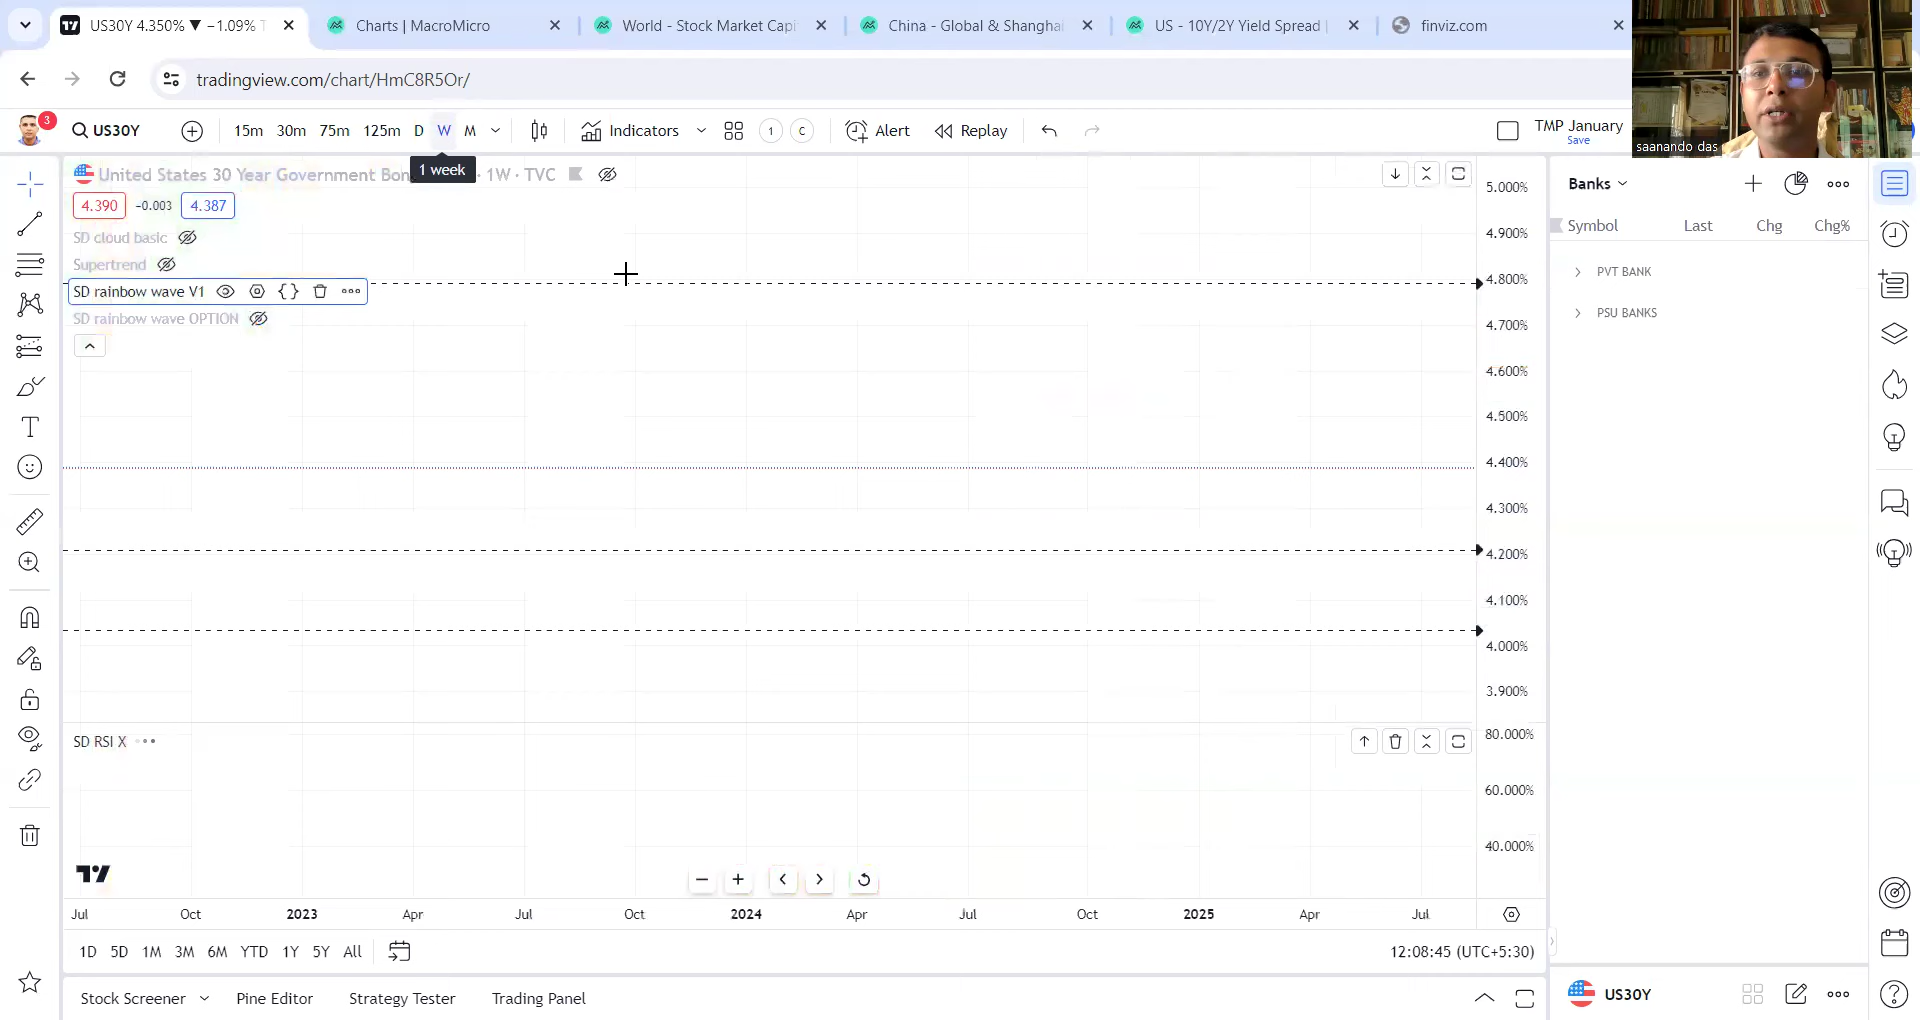 US30Y 4.350% ▼ −1.09%
Charts | MacroMicro
World - Stock Market Capi
China - Global & Shanghai
US - 10Y/2Y Yield Spread |
finviz.com
tradingview.com/chart/HmC8R5Or/
3
US30Y
15m 30m 75m 125m D W M
Indicators
1
C
Alert
Replay
TMP January
Save
saanando das
1 week
United States 30 Year Government Bon · 1W · TVC
4.390 -0.003 4.387
SD cloud basic
Supertrend
SD rainbow wave V1
SD rainbow wave OPTION
5.000%
4.900%
4.800%
4.700%
4.600%
4.500%
4.400%
4.300%
4.200%
4.100%
4.000%
3.900%
SD RSI X
80.000%
60.000%
40.000%
Jul Oct 2023 Apr Jul Oct 2024 Apr Jul Oct 2025 Apr Jul
1D 5D 1M 3M 6M YTD 1Y 5Y All
12:08:45 (UTC+5:30)
Stock Screener Pine Editor Strategy Tester Trading Panel
Banks
Symbol Last Chg Chg%
PVT BANK
PSU BANKS
US30Y